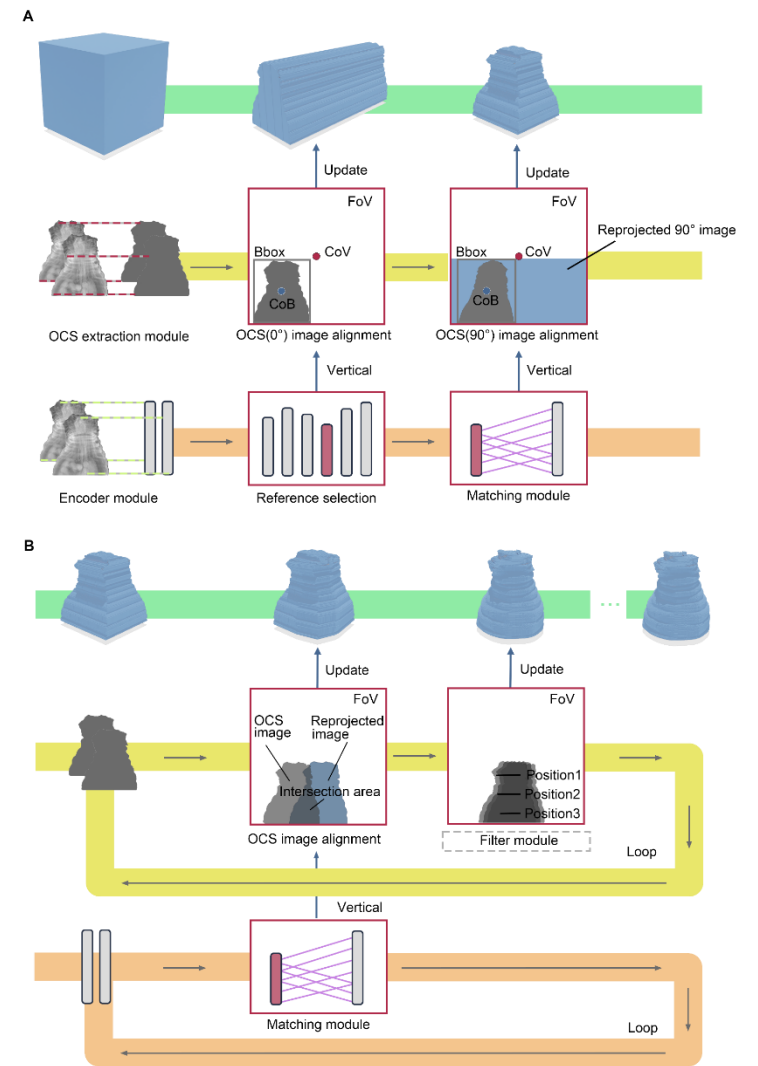 A
Update
Update
FoV
FoV
Bbox
CoV
CoB
Bbox
CoV
CoB
Reprojected 90° image
OCS extraction module
OCS(0°) image alignment
OCS(90°) image alignment
Vertical
Vertical
Encoder module
Reference selection
Matching module
B
Update
Update
FoV
FoV
OCS
image
Reprojected
image
Intersection area
Position1
Position2
Position3
OCS image alignment
Filter module
Loop
Vertical
Matching module
Loop